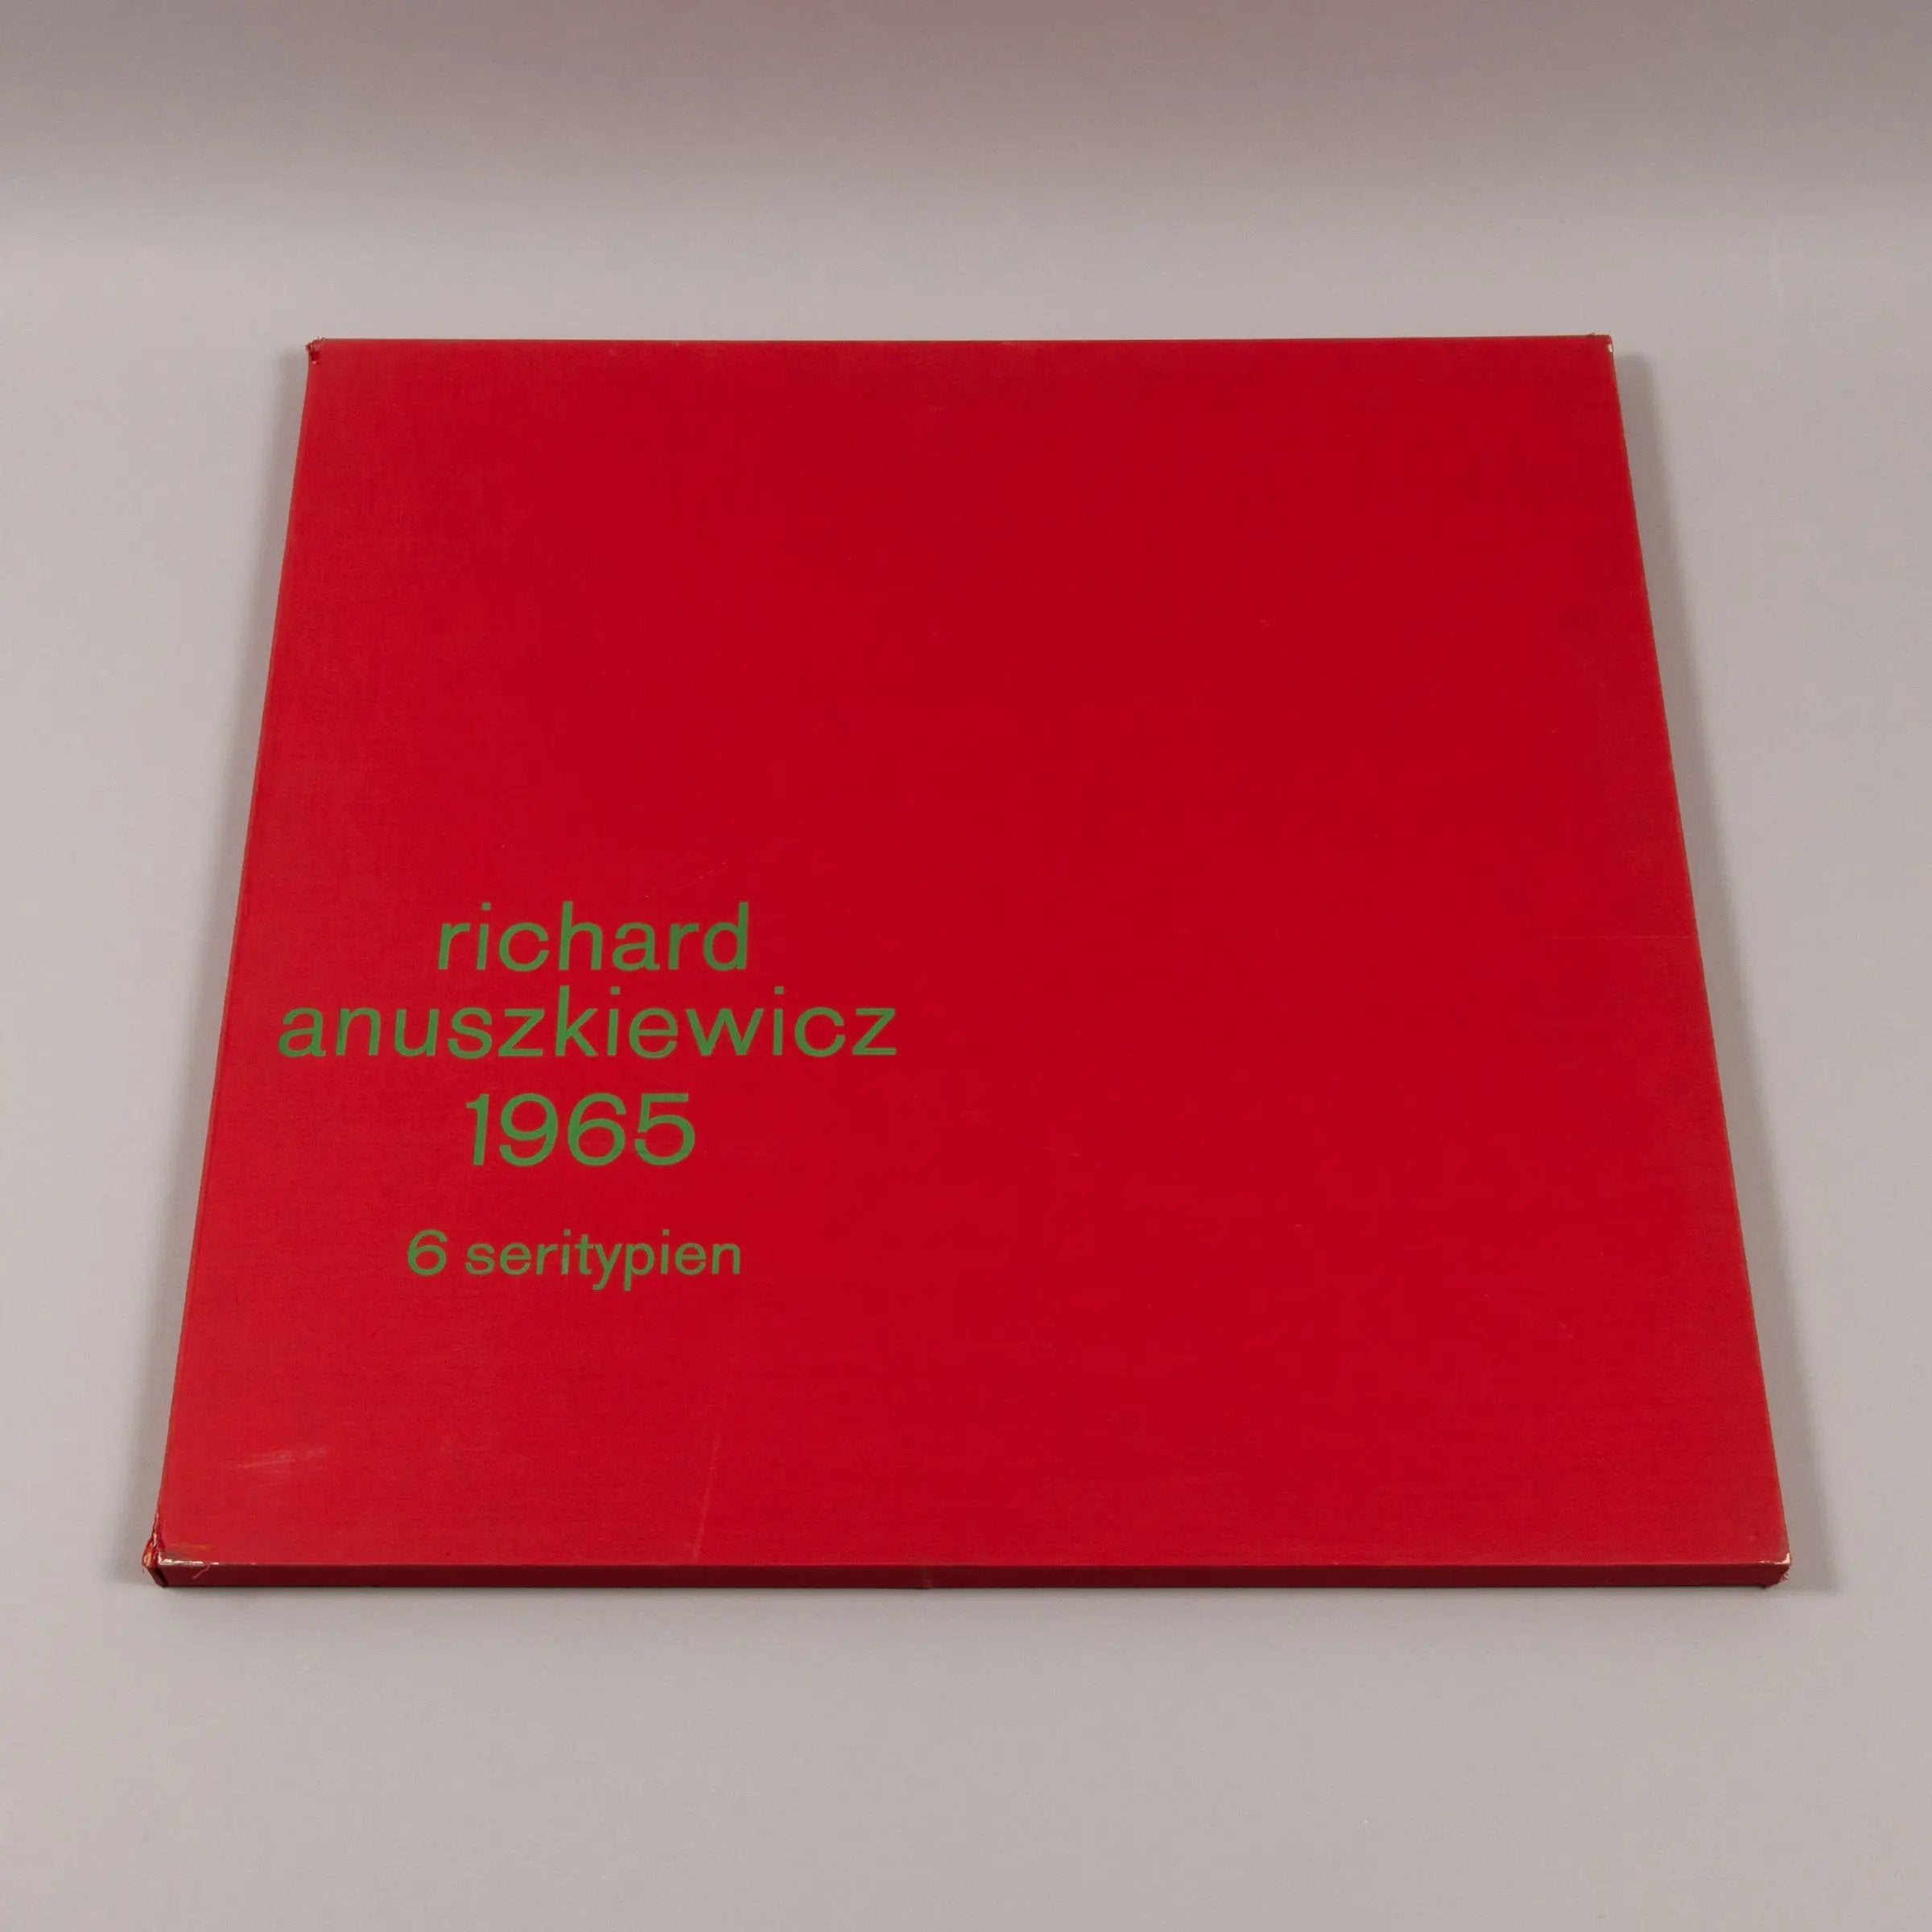 richard
anuszkiewicz
1965
6 seritypien